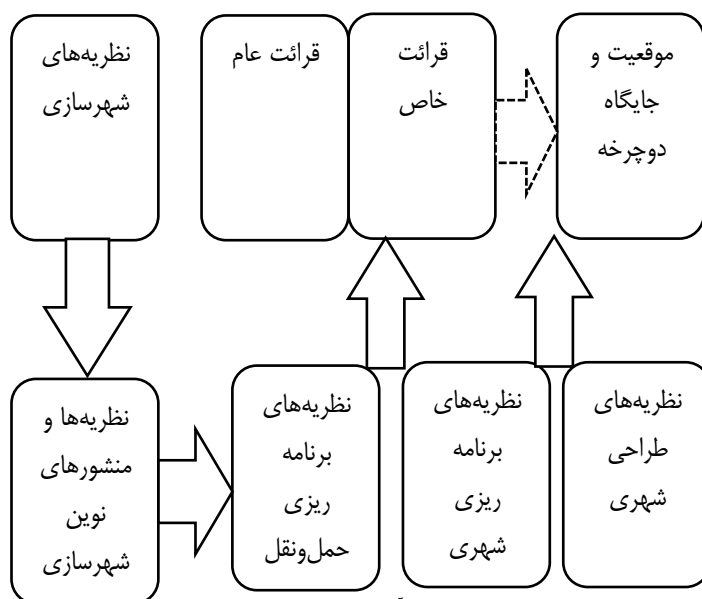 نظریه‌های
شهرسازی
قرائت عام
قرائت
خاص
موقعیت و
جایگاه
دوچرخه
نظریه‌ها و
منشورهای
نوین
شهرسازی
نظریه‌های
برنامه
ریزی
حمل‌ونقل
نظریه‌های
برنامه
ریزی
شهری
نظریه‌های
طراحی
شهری